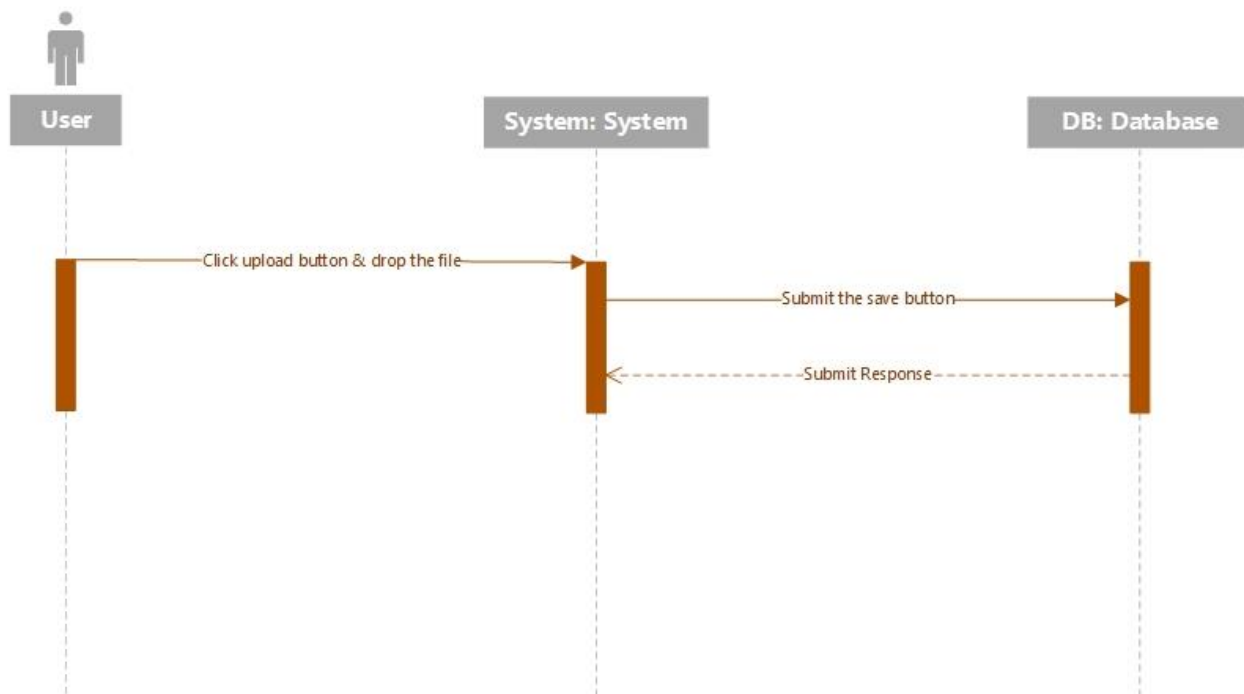 User
System: System
DB: Database
Click upload button & drop the file
Submit the save button
Submit Response